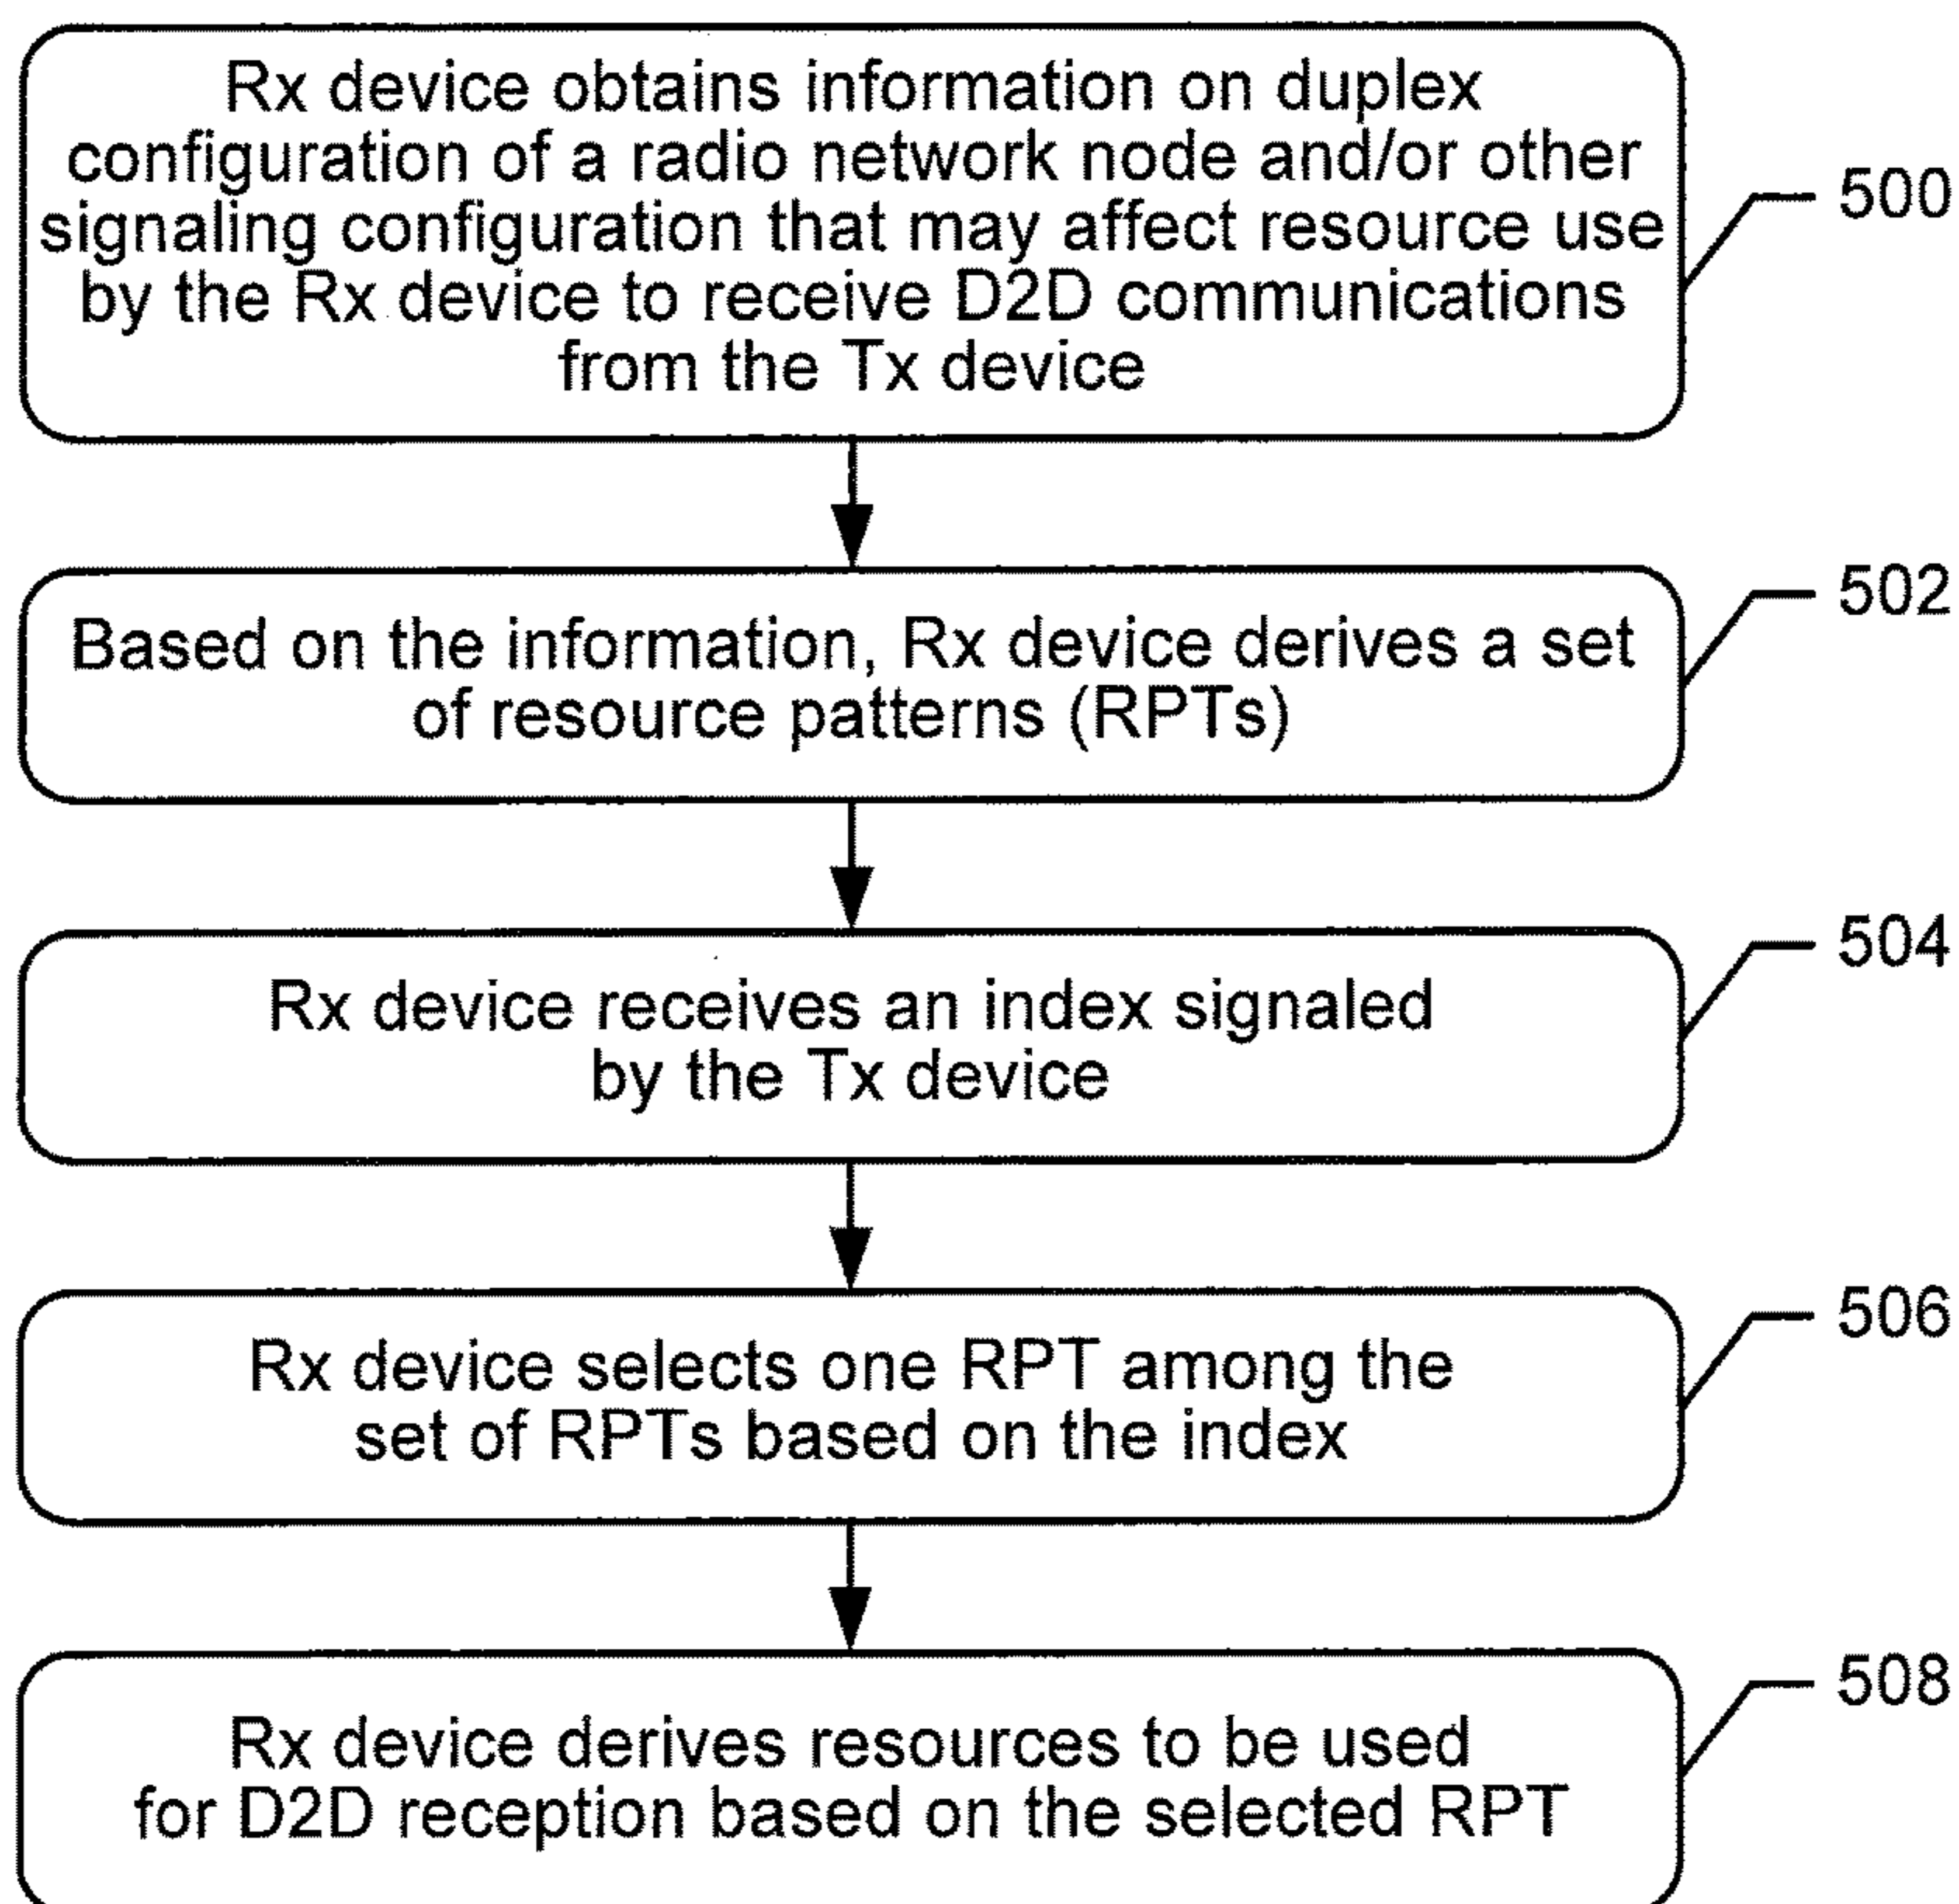 Rx device obtains information on duplex
configuration of a radio network node and/or other
signaling configuration that may affect resource use
by the Rx device to receive D2D communications
from the Tx device
500
Based on the information, Rx device derives a set
of resource patterns (RPTs)
502
Rx device receives an index signaled
by the Tx device
504
Rx device selects one RPT among the
set of RPTs based on the index
506
Rx device derives resources to be used
for D2D reception based on the selected RPT
508